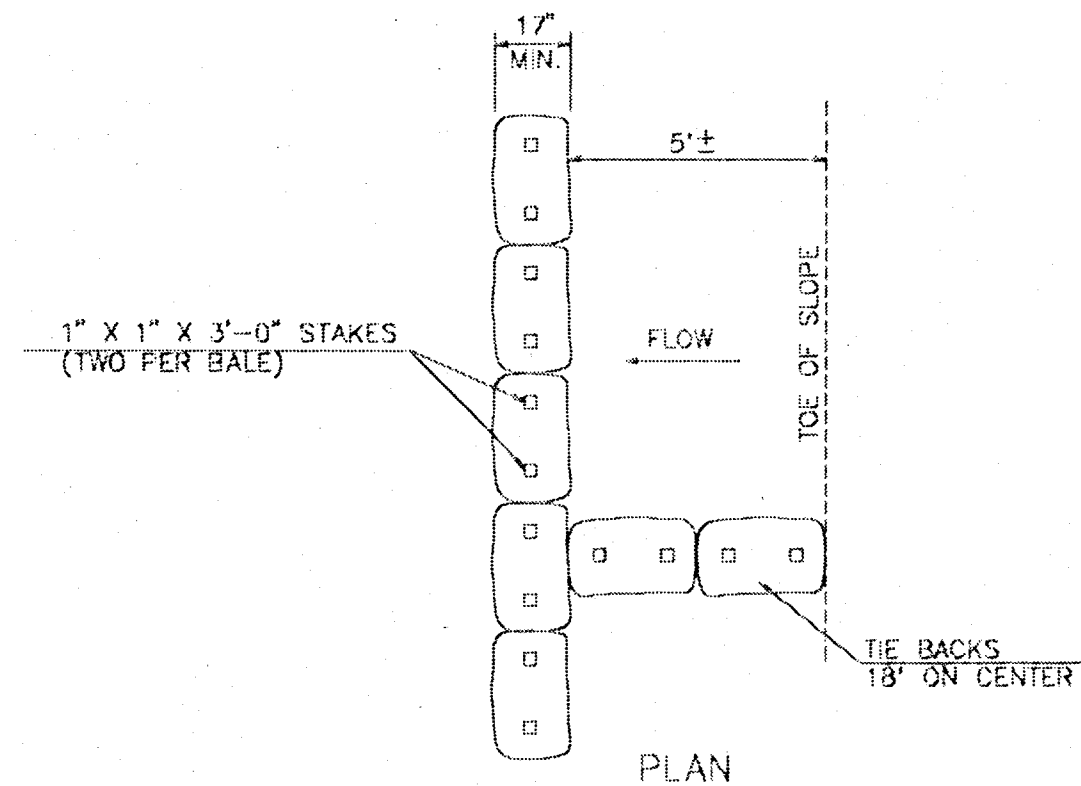 17"
MIN.
5'±
TOE OF SLOPE
FLOW
1" X 1" X 3'-0" STAKES
(TWO PER BALE)
TIE BACKS
18' ON CENTER
PLAN